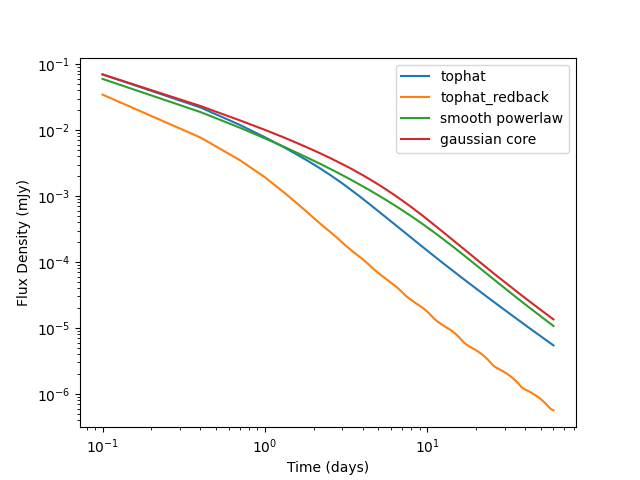 tophat
tophat_redback
smooth powerlaw
gaussian core
Flux Density (mJy)
10⁻¹
10⁻²
10⁻³
10⁻⁴
10⁻⁵
10⁻⁶
10⁻¹ 10⁰ 10¹
Time (days)